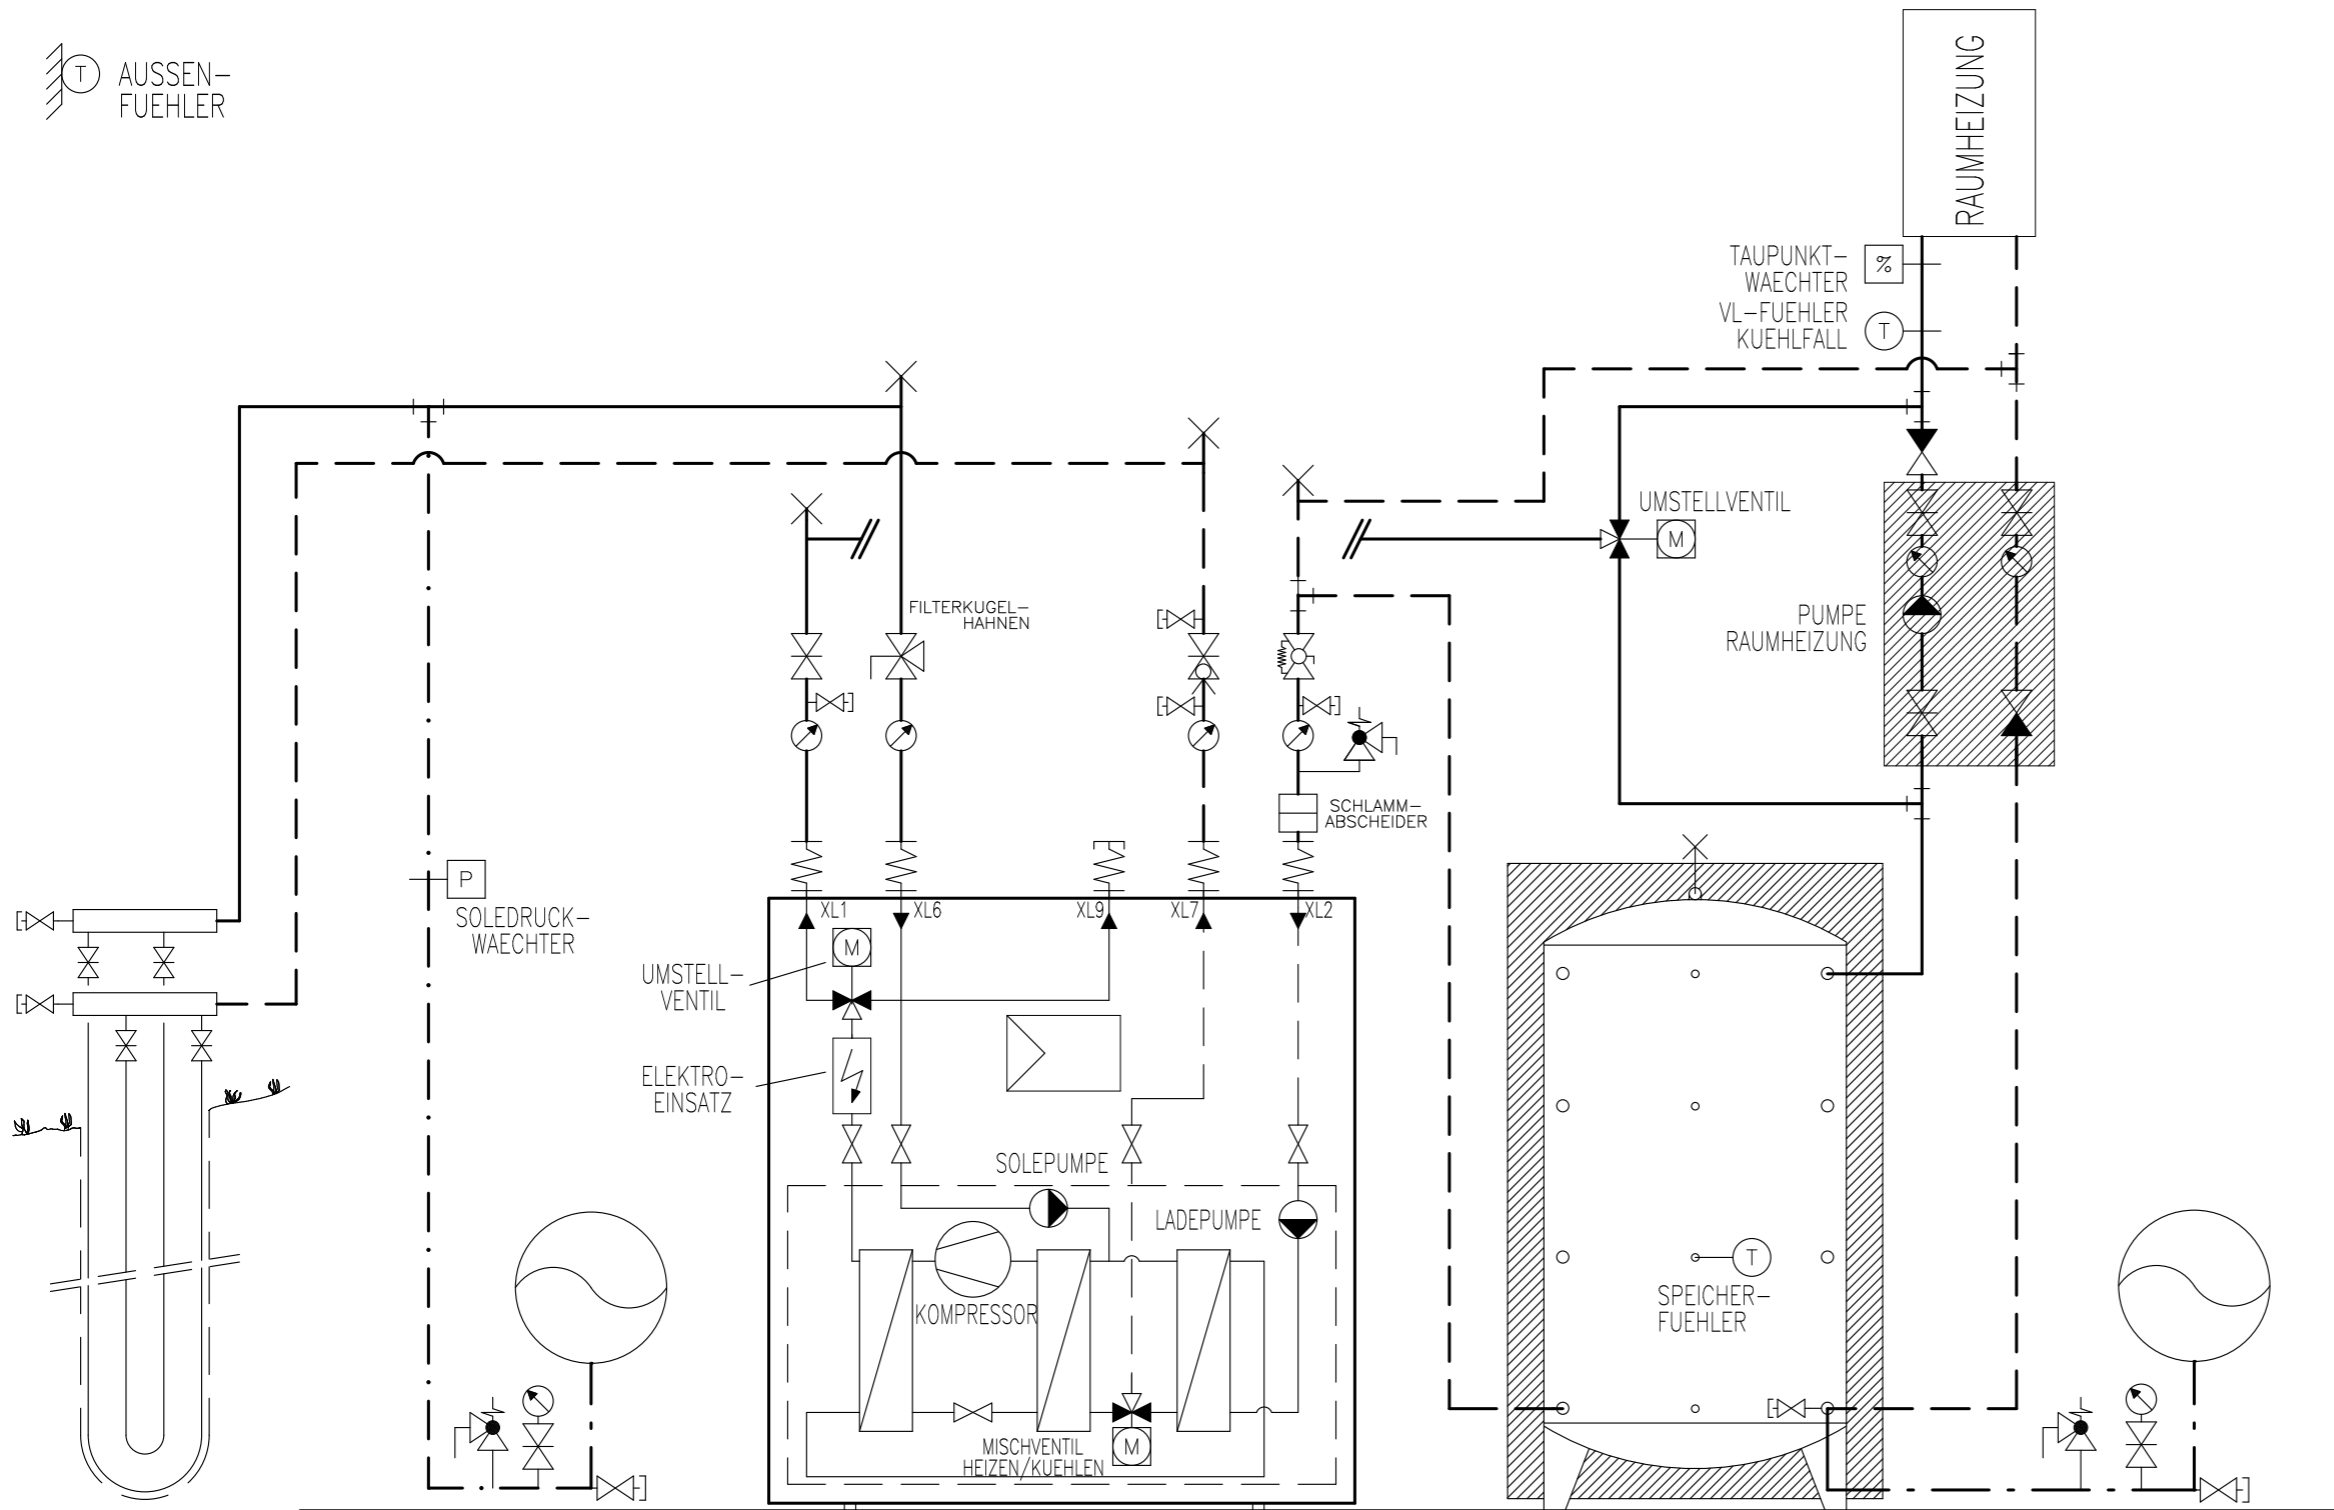 T
AUSSEN-
FUEHLER
RAUMHEIZUNG
TAUPUNKT-
WAECHTER
%
VL-FUEHLER
KUEHLFALL
T
UMSTELLVENTIL
M
FILTERKUGEL-
HAHNEN
PUMPE
RAUMHEIZUNG
SCHLAMM-
ABSCHEIDER
P
SOLEDRUCK-
WAECHTER
XL1
XL6
XL9
XL7
XL2
M
UMSTELL-
VENTIL
ELEKTRO-
EINSATZ
SOLEPUMPE
LADEPUMPE
KOMPRESSOR
T
SPEICHER-
FUEHLER
MISCHVENTIL
HEIZEN/KUEHLEN
M